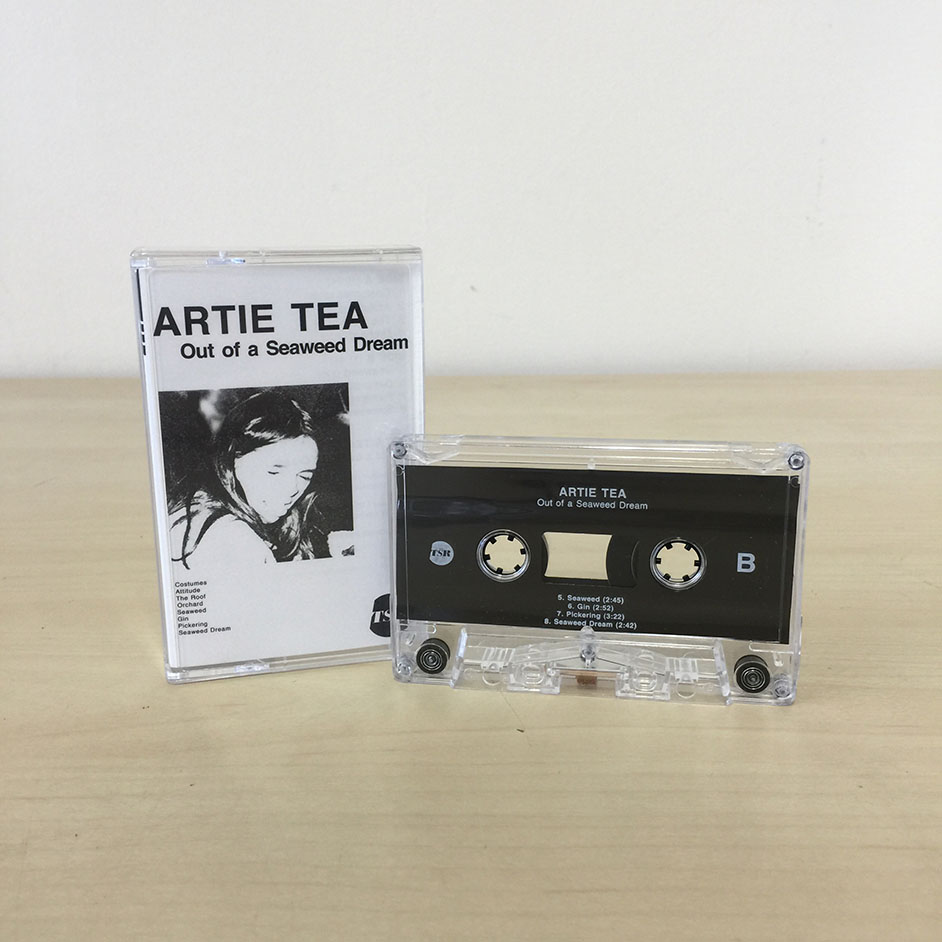 ARTIE TEA
Out of a Seaweed Dream
Costumes
Attitude
The Roof
Orchard
Seaweed
Gin
Pickering
Seaweed Dream
ARTIE TEA
Out of a Seaweed Dream
TSR
B
5. Seaweed (2:45)
6. Gin (2:52)
7. Pickering (3:22)
8. Seaweed Dream (2:42)